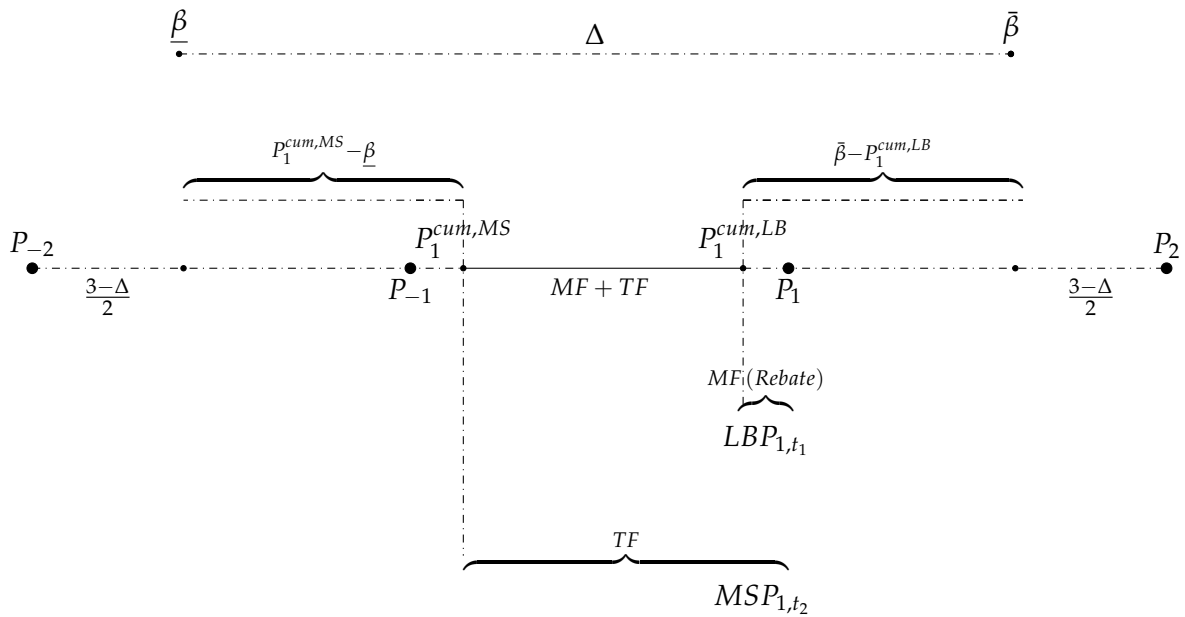 β Δ β̄
P_1^{cum,MS} − β P̲ β̄ − P_1^{cum,LB}
P_{-2} P_1^{cum,MS} P_1^{cum,LB} P_2
(3−Δ)/2 P_{-1} MF + TF P_1 (3−Δ)/2
MF (Rebate)
LBP_{1,t_1}
TF
MSP_{1,t_2}